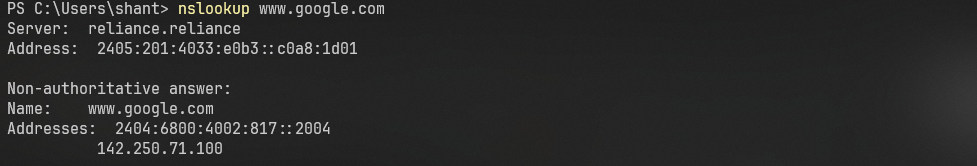 PS C:\Users\shant> nslookup www.google.com
Server:  reliance.reliance
Address:  2405:201:4033:e0b3::c0a8:1d01

Non-authoritative answer:
Name:    www.google.com
Addresses:  2404:6800:4002:817::2004
          142.250.71.100